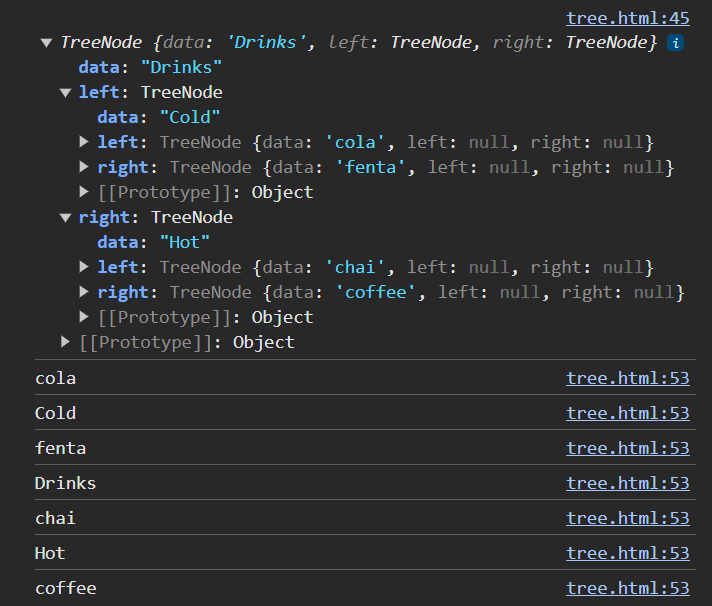 tree.html:45
▼ TreeNode {data: 'Drinks', left: TreeNode, right: TreeNode} i
data: "Drinks"
▼ left: TreeNode
data: "Cold"
▶ left: TreeNode {data: 'cola', left: null, right: null}
▶ right: TreeNode {data: 'fenta', left: null, right: null}
▶ [[Prototype]]: Object
▼ right: TreeNode
data: "Hot"
▶ left: TreeNode {data: 'chai', left: null, right: null}
▶ right: TreeNode {data: 'coffee', left: null, right: null}
▶ [[Prototype]]: Object
▶ [[Prototype]]: Object
cola tree.html:53
Cold tree.html:53
fenta tree.html:53
Drinks tree.html:53
chai tree.html:53
Hot tree.html:53
coffee tree.html:53